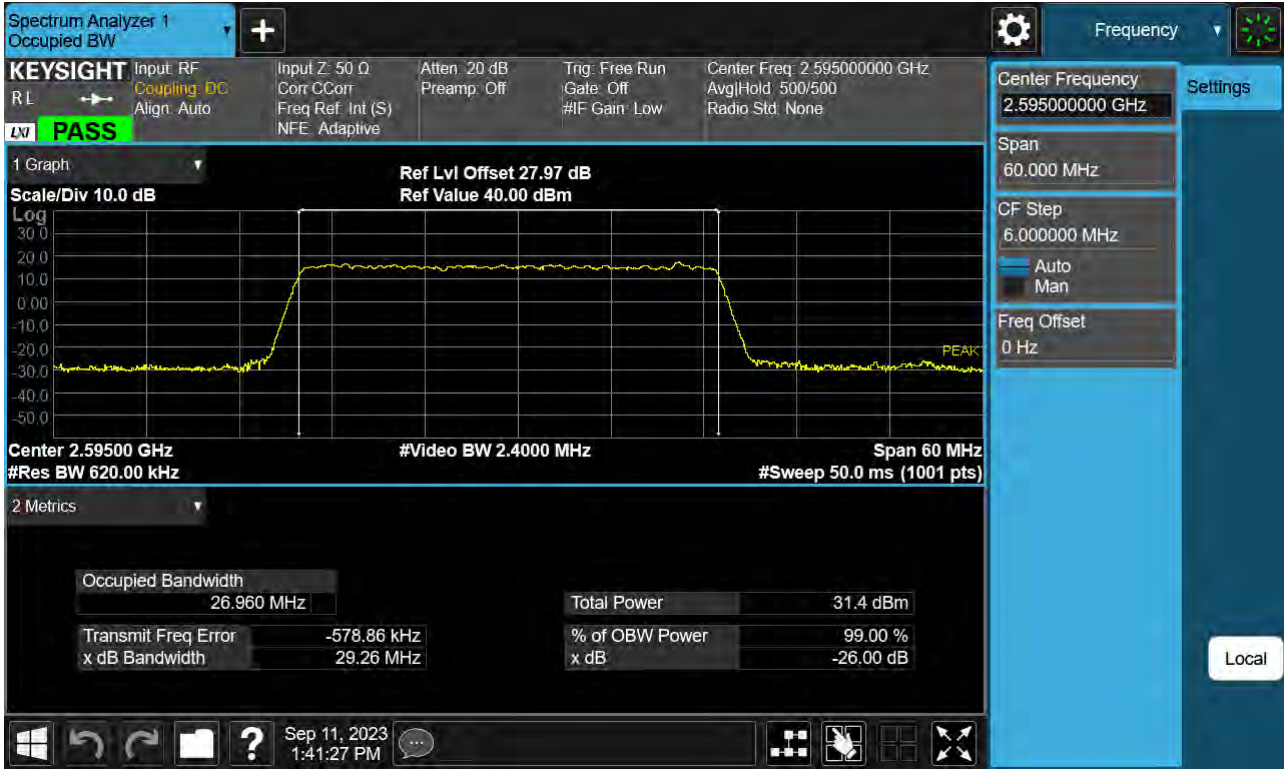 Spectrum Analyzer 1
Occupied BW
Frequency
KEYSIGHT
RL
LXI
PASS
Input: RF
Coupling: DC
Align: Auto
Input Z: 50 Ω
Corr CCorr
Freq Ref: Int (S)
NFE: Adaptive
Atten: 20 dB
Preamp: Off
Trig: Free Run
Gate: Off
#IF Gain: Low
Center Freq: 2.595000000 GHz
Avg|Hold: 500/500
Radio Std: None
1 Graph
Scale/Div 10.0 dB
Ref Lvl Offset 27.97 dB
Ref Value 40.00 dBm
Log
30.0
20.0
10.0
0.00
-10.0
-20.0
-30.0
-40.0
-50.0
PEAK
Center 2.59500 GHz
#Video BW 2.4000 MHz
Span 60 MHz
#Res BW 620.00 kHz
#Sweep 50.0 ms (1001 pts)
2 Metrics
Occupied Bandwidth
26.960 MHz
Total Power 31.4 dBm
Transmit Freq Error -578.86 kHz
% of OBW Power 99.00 %
x dB Bandwidth 29.26 MHz
x dB -26.00 dB
Center Frequency
2.595000000 GHz
Settings
Span
60.000 MHz
CF Step
6.000000 MHz
Auto
Man
Freq Offset
0 Hz
Local
?
Sep 11, 2023
1:41:27 PM